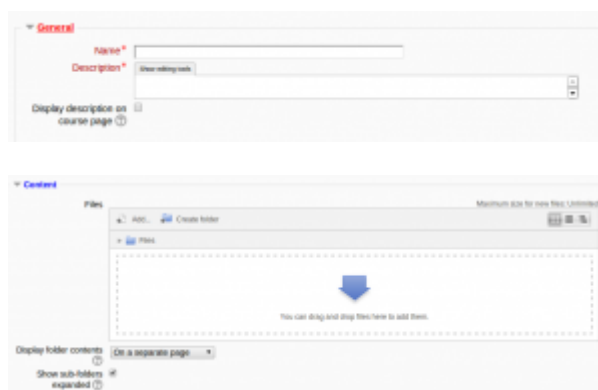 General
Name*
Description*
Show editing tools
Display description on
course page
Content
Files
Maximum size for new files: Unlimited
Add... Create folder
Files
You can drag and drop files here to add them.
Display folder contents
On a separate page
Show sub-folders
expanded